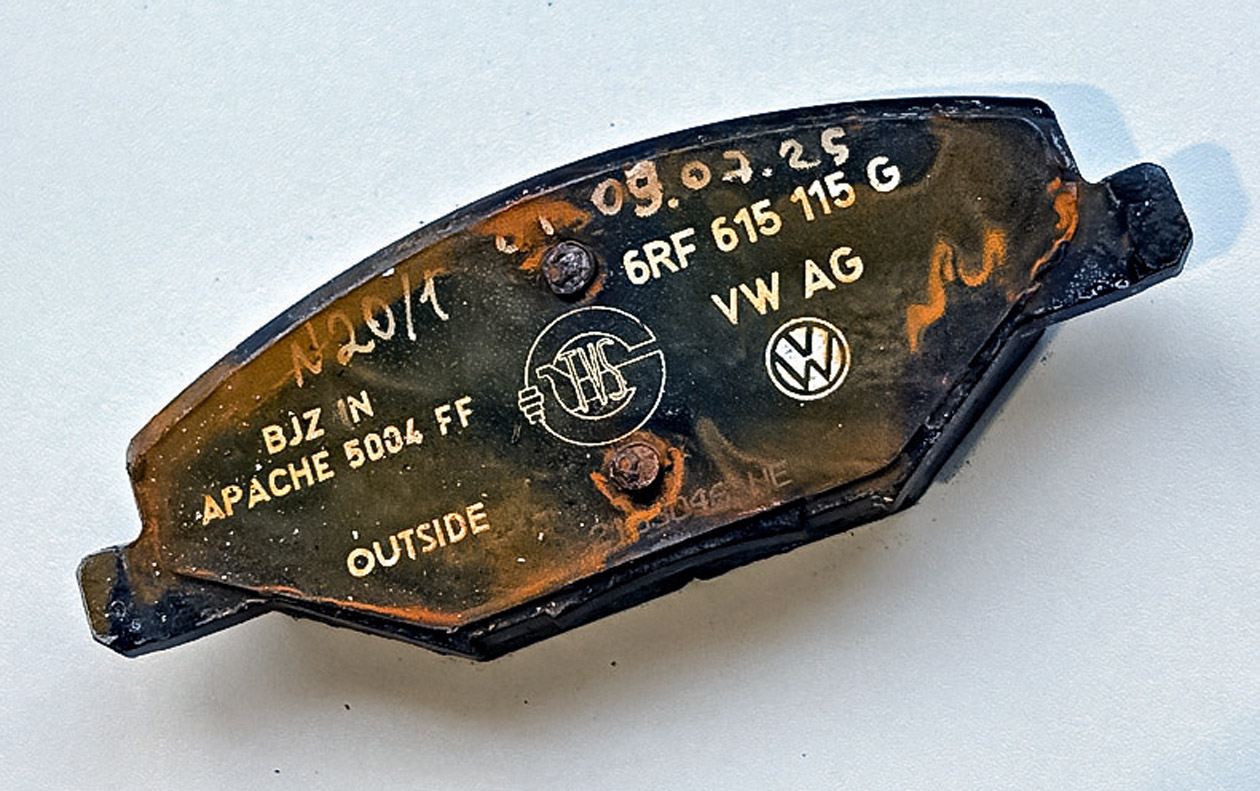 09.07.25
6RF 615 115 G
VW AG
N20/1
BJZ IN
APACHE 5004 FF
OUTSIDE